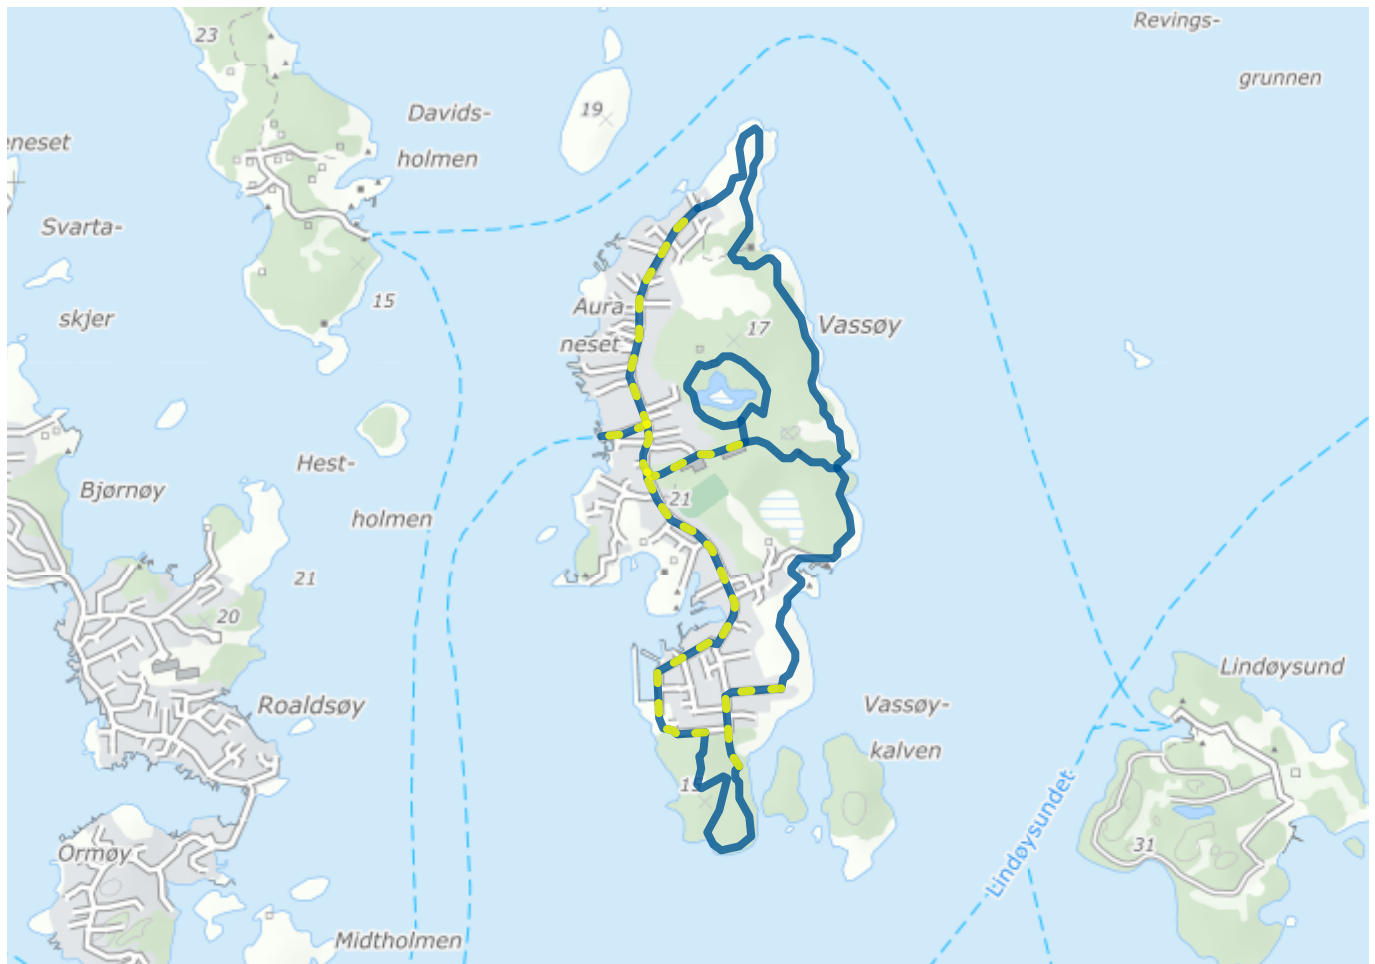 Revings-
23
grunnen
Davids-
19
eneset
holmen
Svarta-
15
Aura-
skjer
17
Vassøy
neset
Hest-
Bjørnøy
21
holmen
21
20
Lindøysund
Roaldsøy
Vassøy-
kalven
Lindøysundet
31
Ormøy
Midtholmen